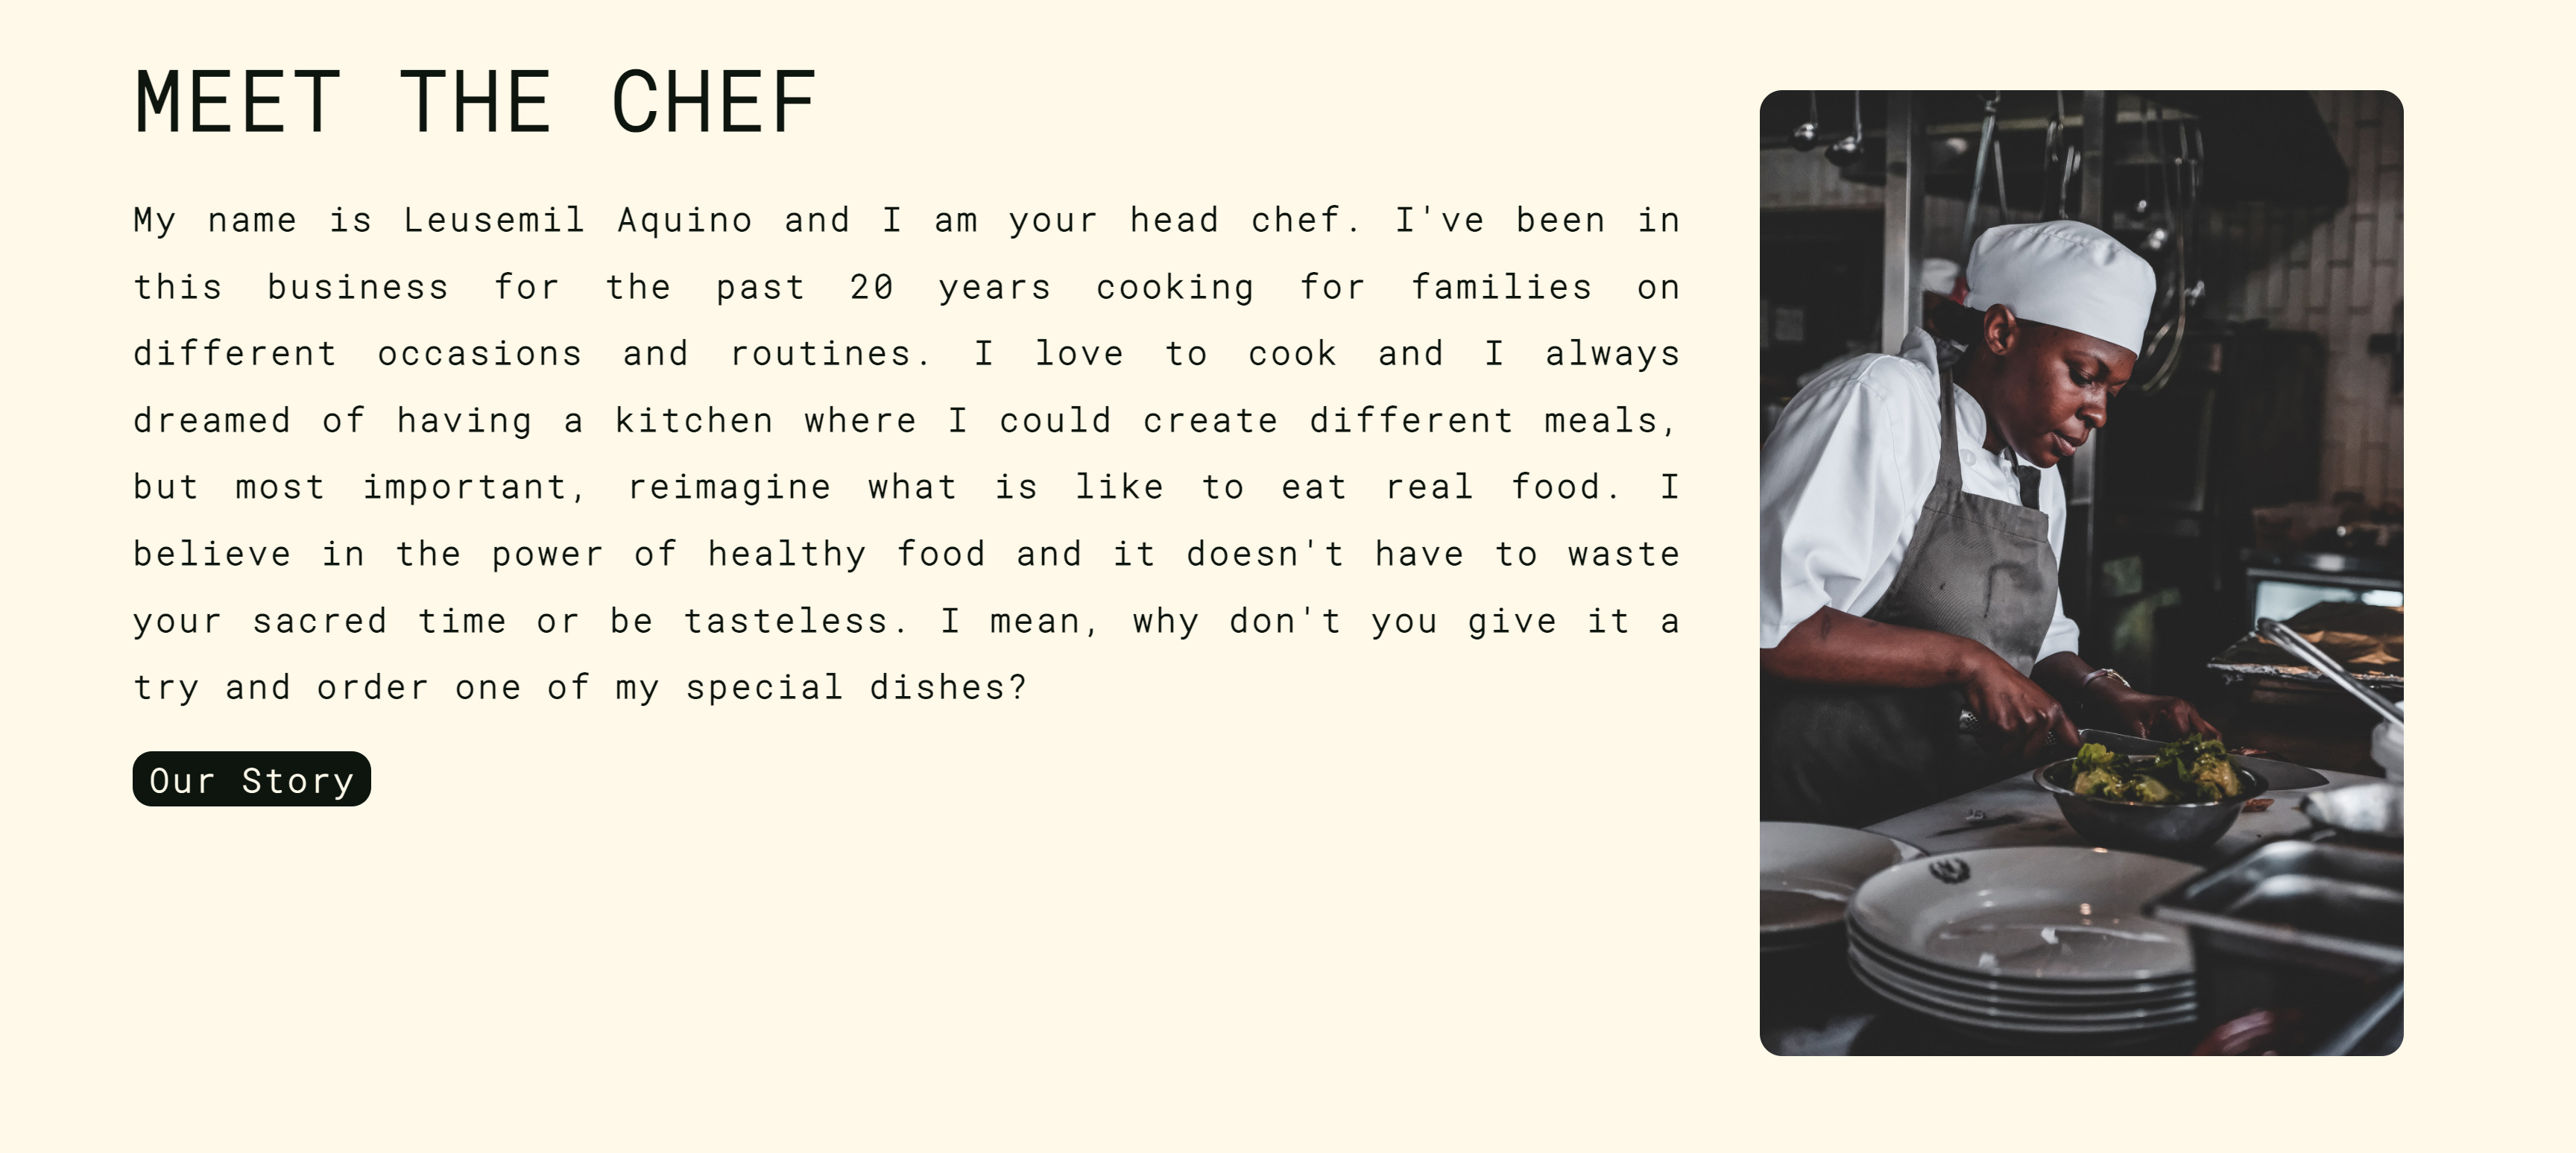 MEET THE CHEF
My name is Leusemil Aquino and I am your head chef. I've been in
this business for the past 20 years cooking for families on
different occasions and routines. I love to cook and I always
dreamed of having a kitchen where I could create different meals,
but most important, reimagine what is like to eat real food. I
believe in the power of healthy food and it doesn't have to waste
your sacred time or be tasteless. I mean, why don't you give it a
try and order one of my special dishes?
Our Story